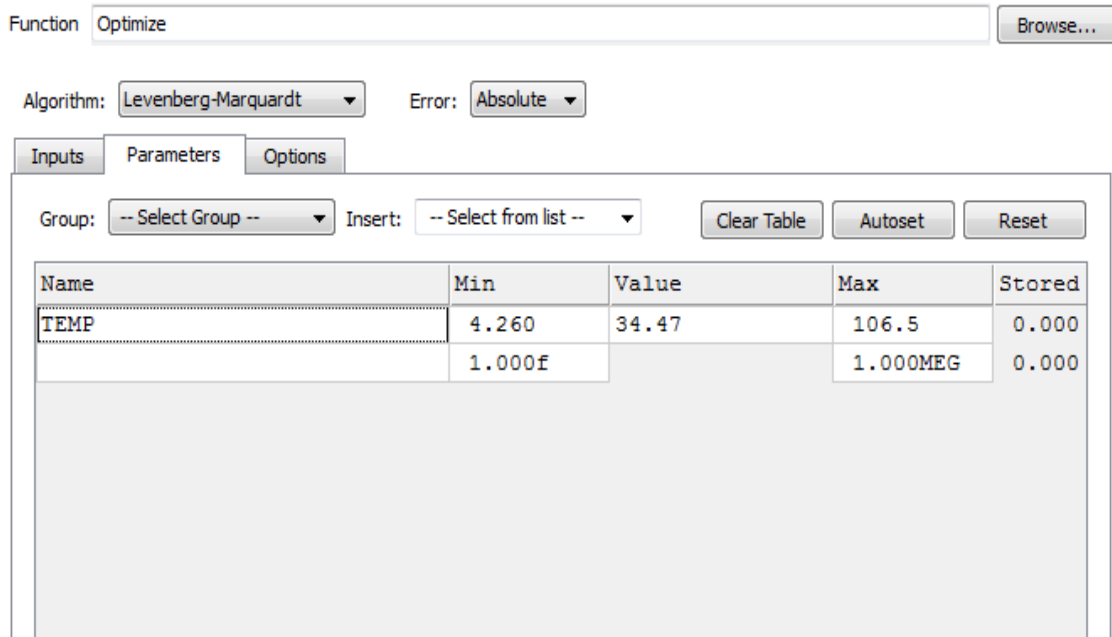 Function Optimize Browse...
Algorithm: Levenberg-Marquardt Error: Absolute
Inputs Parameters Options
Group: -- Select Group -- Insert: -- Select from list -- Clear Table Autoset Reset
Name Min Value Max Stored
TEMP 4.260 34.47 106.5 0.000
1.000f 1.000MEG 0.000